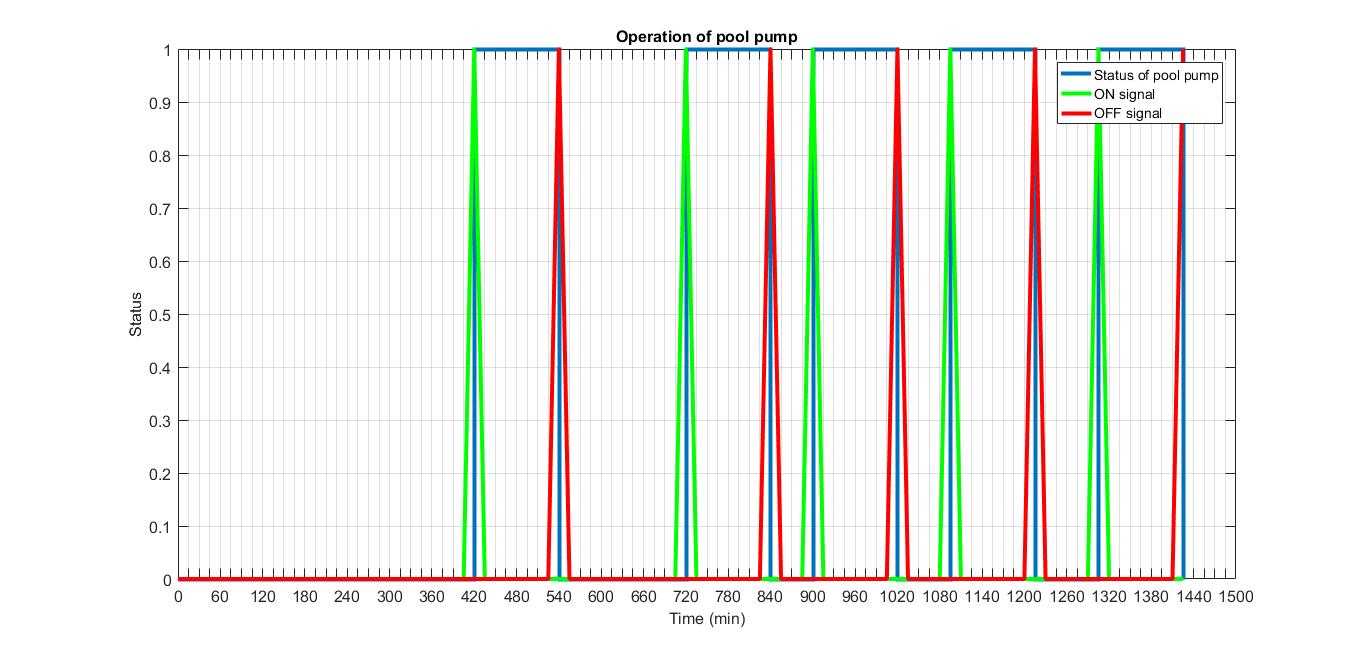 Operation of pool pump
1
0.9
0.8
0.7
0.6
0.5
0.4
0.3
0.2
0.1
0
Status
Status of pool pump
ON signal
OFF signal
0 60 120 180 240 300 360 420 480 540 600 660 720 780 840 900 960 1020 1080 1140 1200 1260 1320 1380 1440 1500
Time (min)